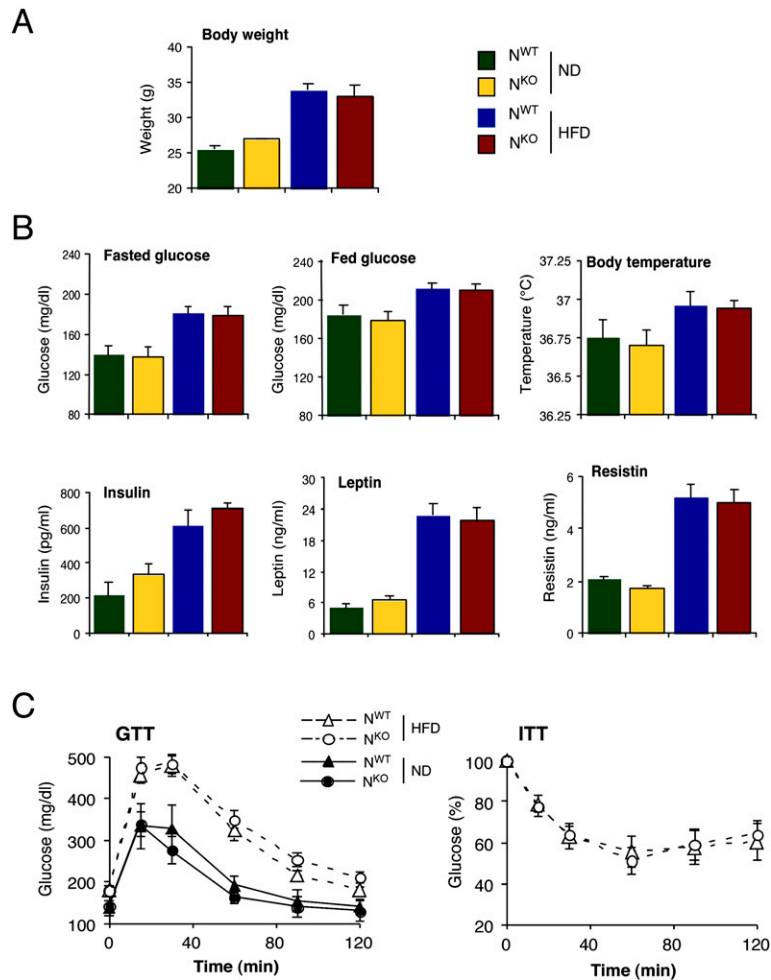 A
Body weight
40
35
30
25
20
Weight (g)
N^WT
N^KO
ND
N^WT
N^KO
HFD
B
Fasted glucose
240
200
160
120
80
Glucose (mg/dl)
Fed glucose
240
200
160
120
80
Glucose (mg/dl)
Body temperature
37.25
37
36.75
36.5
36.25
Temperature (°C)
Insulin
800
600
400
200
0
Insulin (pg/ml)
Leptin
30
24
18
12
6
0
Leptin (ng/ml)
Resistin
6
4
2
0
Resistin (ng/ml)
C
GTT
500
400
300
200
100
Glucose (mg/dl)
0 40 80 120
Time (min)
N^WT
N^KO
HFD
N^WT
N^KO
ND
ITT
100
80
60
40
20
Glucose (%)
0 40 80 120
Time (min)